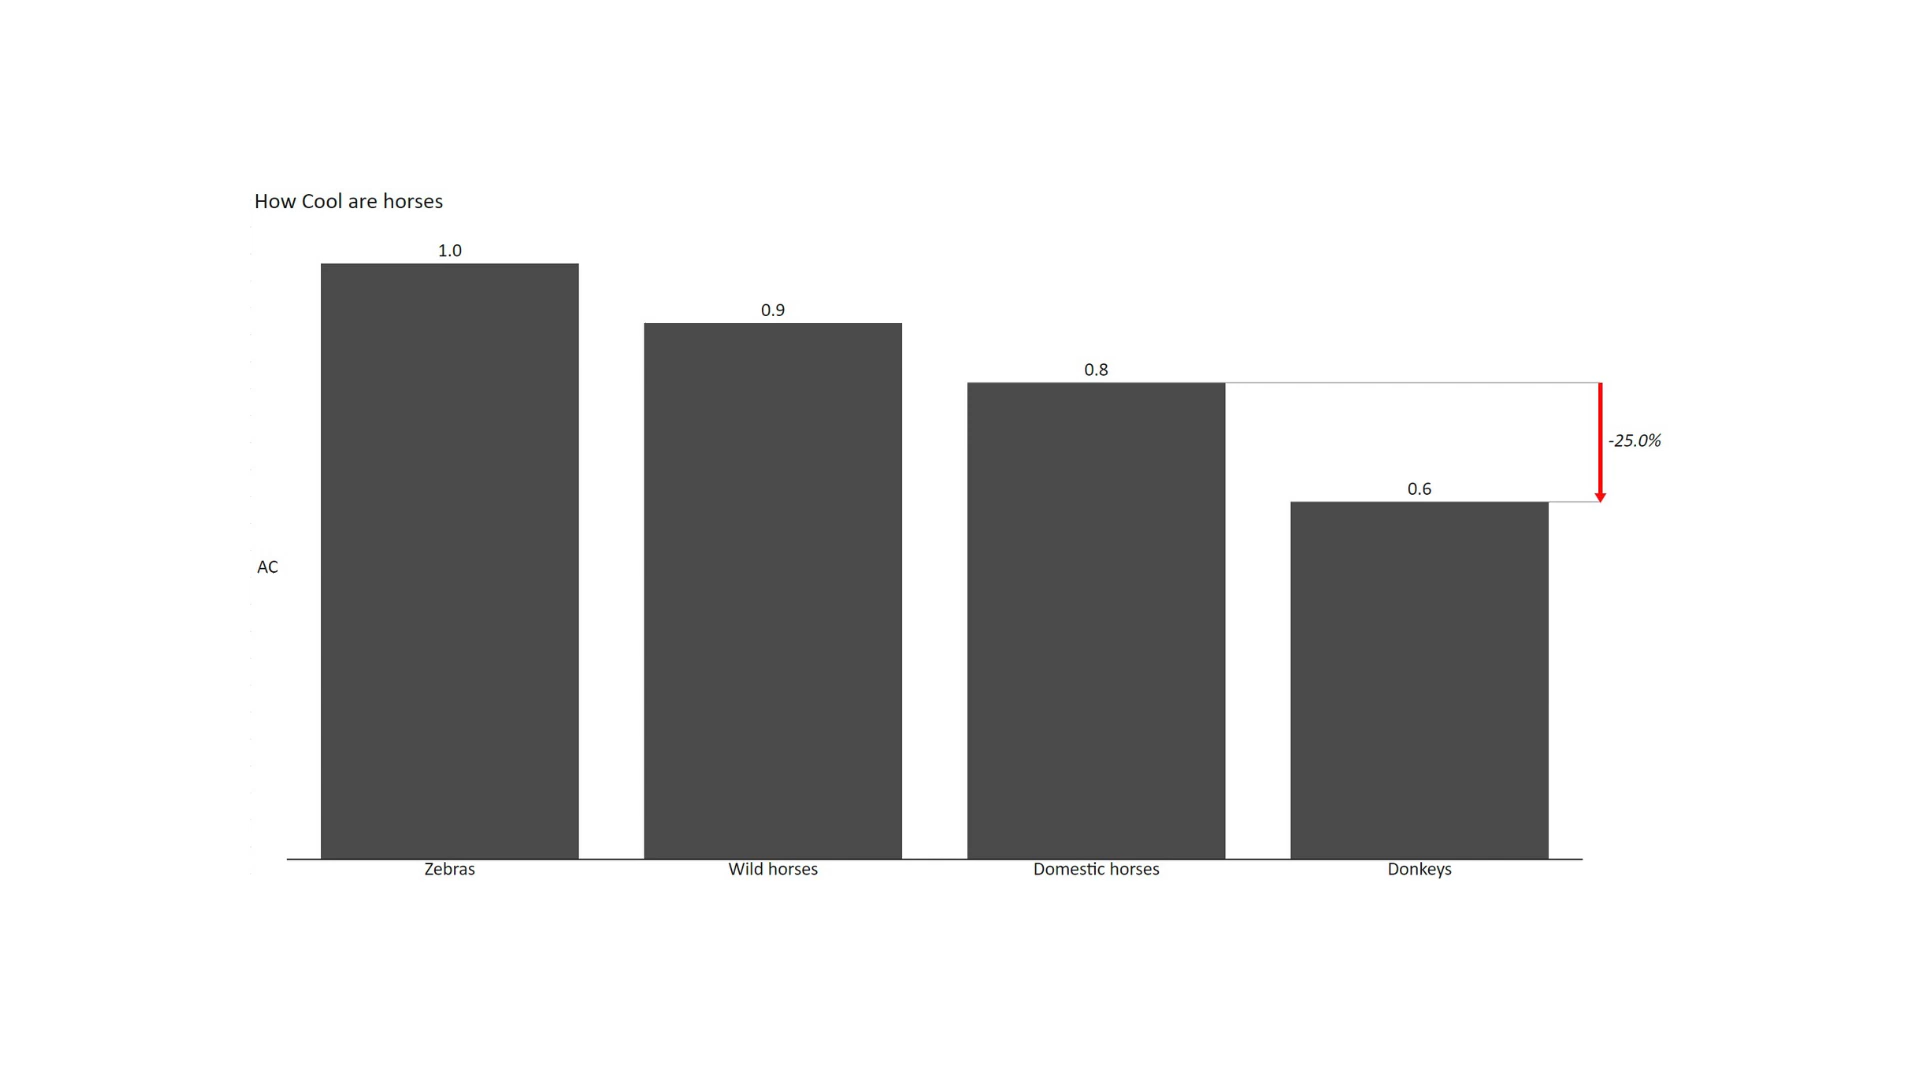 How Cool are horses
1.0
0.9
0.8
-25.0%
0.6
AC
Zebras
Wild horses
Domestic horses
Donkeys